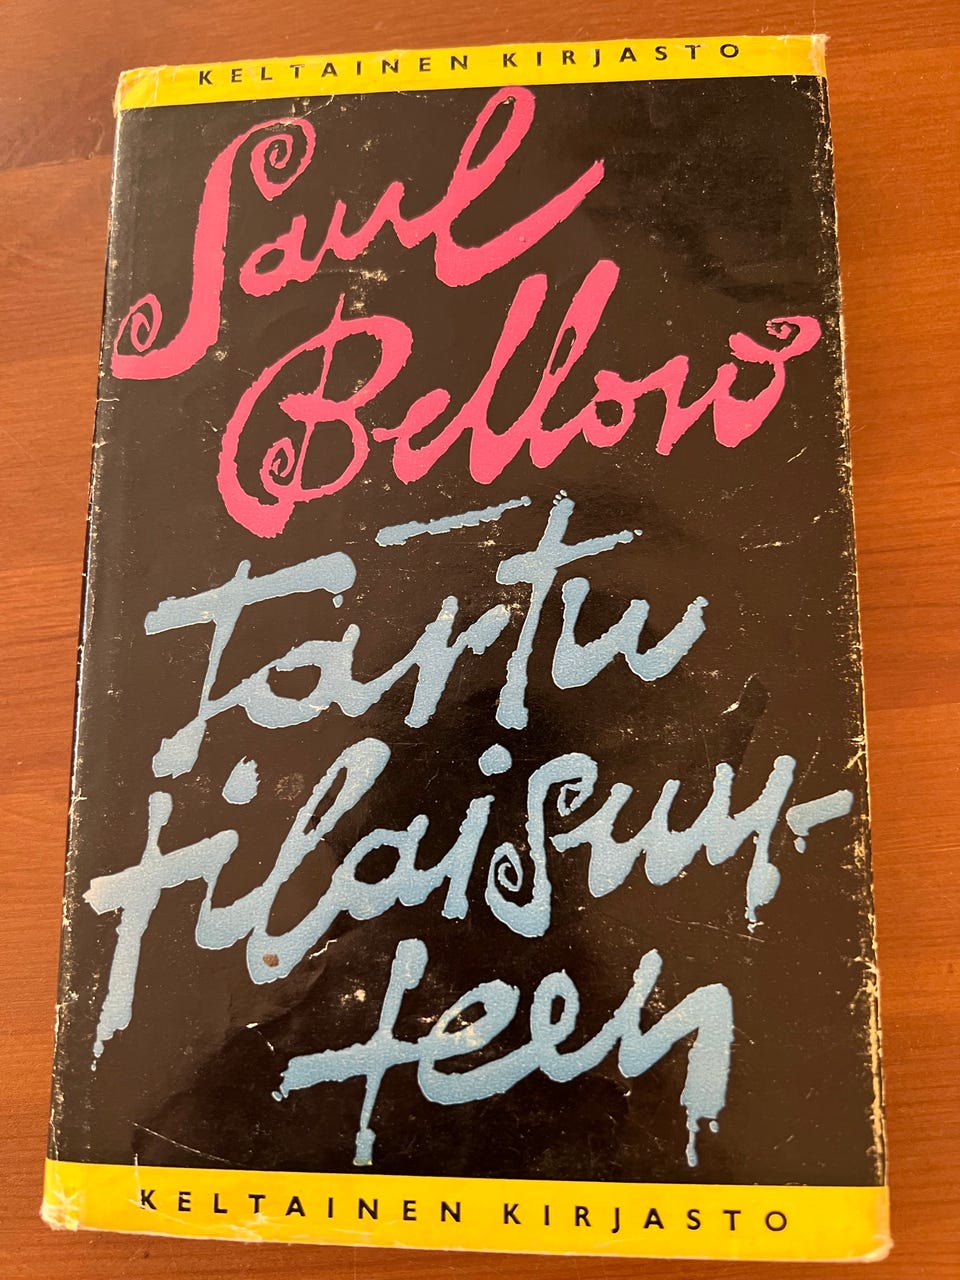 KELTAINEN KIRJASTO
Saul
Bellow
Tartu
tilaisuu-
teen
KELTAINEN KIRJASTO